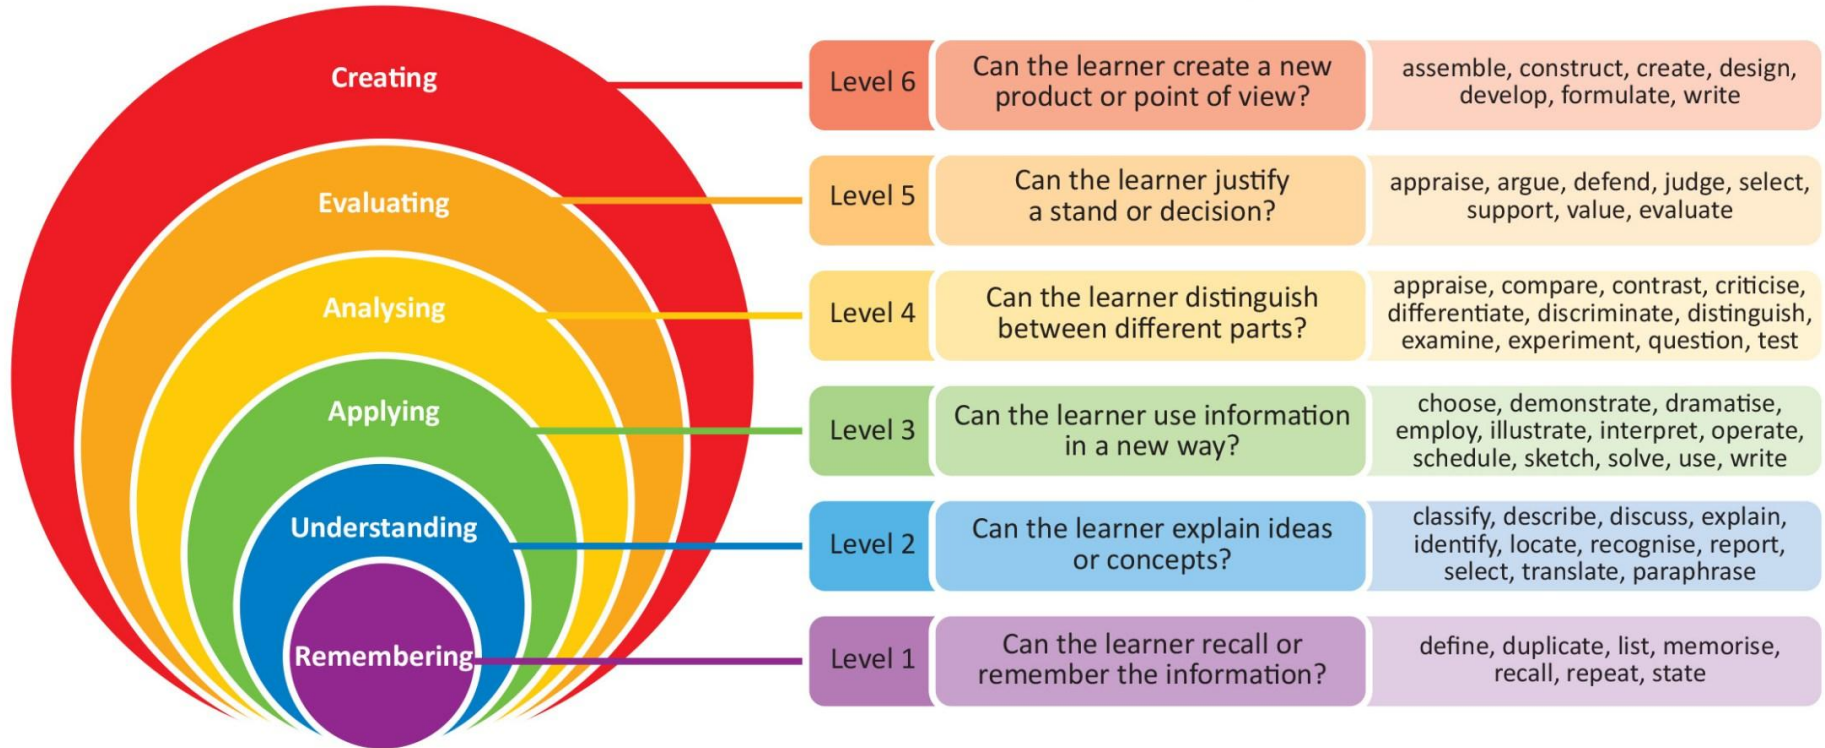 Creating
Level 6
Can the learner create a new
product or point of view?
assemble, construct, create, design,
develop, formulate, write
Evaluating
Level 5
Can the learner justify
a stand or decision?
appraise, argue, defend, judge, select,
support, value, evaluate
Analysing
Level 4
Can the learner distinguish
between different parts?
appraise, compare, contrast, criticise,
differentiate, discriminate, distinguish,
examine, experiment, question, test
Applying
Level 3
Can the learner use information
in a new way?
choose, demonstrate, dramatise,
employ, illustrate, interpret, operate,
schedule, sketch, solve, use, write
Understanding
Level 2
Can the learner explain ideas
or concepts?
classify, describe, discuss, explain,
identify, locate, recognise, report,
select, translate, paraphrase
Remembering
Level 1
Can the learner recall or
remember the information?
define, duplicate, list, memorise,
recall, repeat, state